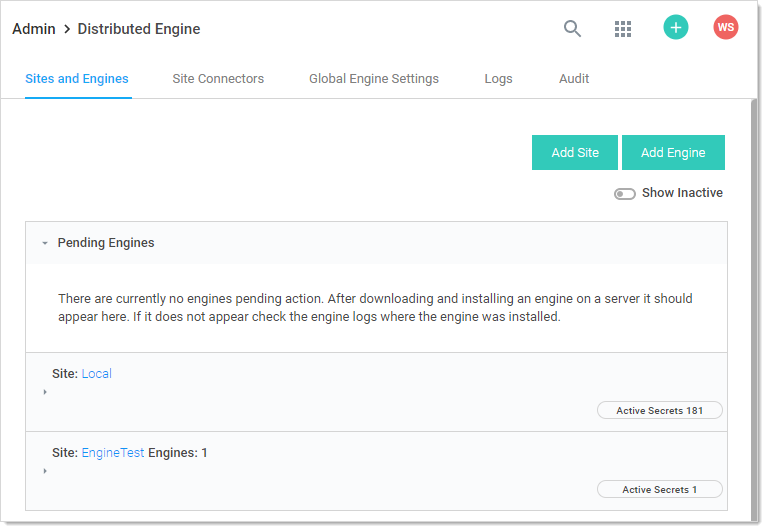 Admin > Distributed Engine
WS
Sites and Engines Site Connectors Global Engine Settings Logs Audit
Add Site Add Engine
Show Inactive
Pending Engines
There are currently no engines pending action. After downloading and installing an engine on a server it should
appear here. If it does not appear check the engine logs where the engine was installed.
Site: Local
Active Secrets 181
Site: EngineTest Engines: 1
Active Secrets 1